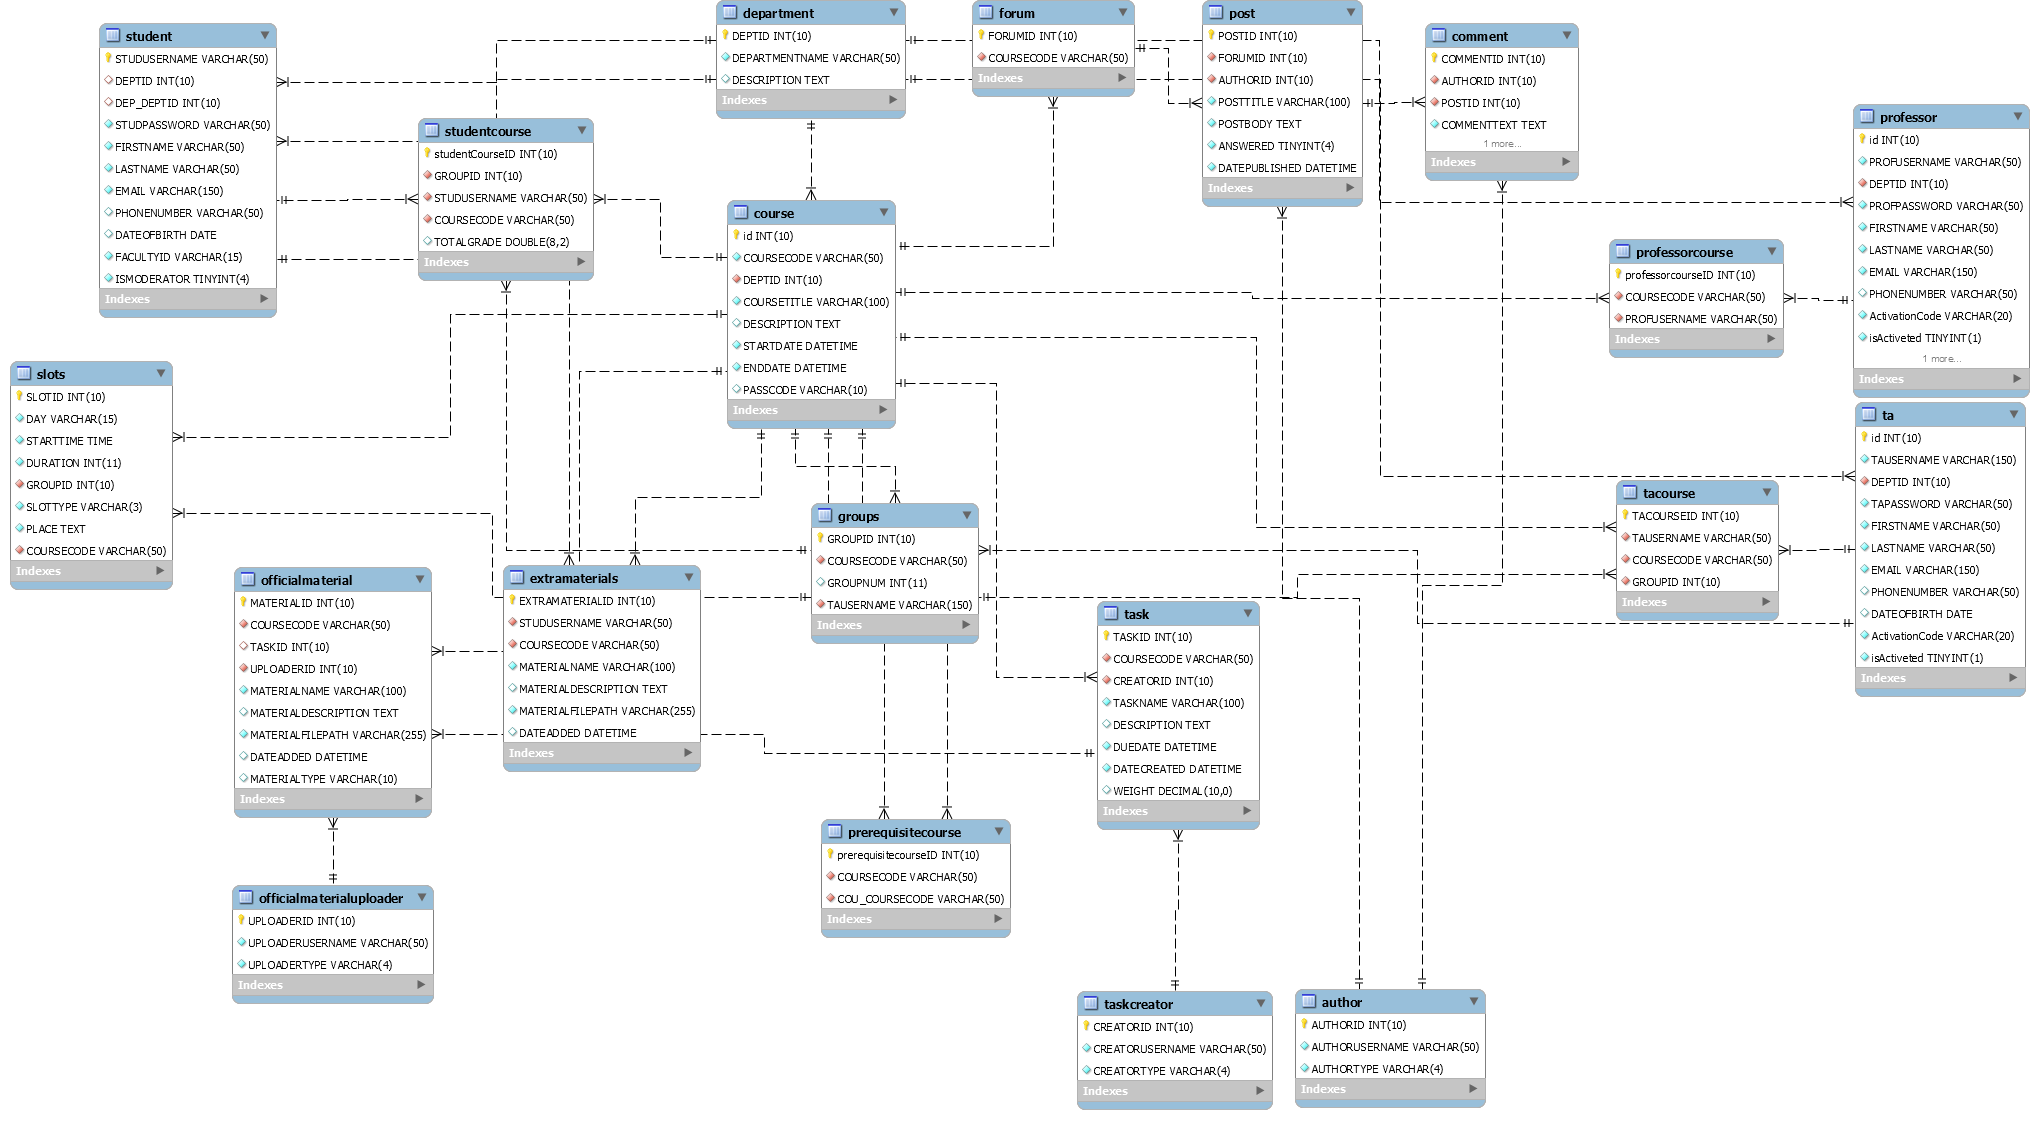 student
STUDUSERNAME VARCHAR(50)
DEPTID INT(10)
DEP_DEPTID INT(10)
STUDPASSWORD VARCHAR(50)
FIRSTNAME VARCHAR(50)
LASTNAME VARCHAR(50)
EMAIL VARCHAR(150)
PHONENUMBER VARCHAR(50)
DATEOFBIRTH DATE
FACULTYID VARCHAR(15)
ISMODERATOR TINYINT(4)
Indexes
studentcourse
studentCourseID INT(10)
GROUPID INT(10)
STUDUSERNAME VARCHAR(50)
COURSECODE VARCHAR(50)
TOTALGRADE DOUBLE(8,2)
Indexes
department
DEPTID INT(10)
DEPARTMENTNAME VARCHAR(50)
DESCRIPTION TEXT
Indexes
forum
FORUMID INT(10)
COURSECODE VARCHAR(50)
Indexes
post
POSTID INT(10)
FORUMID INT(10)
AUTHORID INT(10)
POSTTITLE VARCHAR(100)
POSTBODY TEXT
ANSWERED TINYINT(4)
DATEPUBLISHED DATETIME
Indexes
comment
COMMENTID INT(10)
AUTHORID INT(10)
POSTID INT(10)
COMMENTTEXT TEXT
1 more...
Indexes
professor
id INT(10)
PROFUSERNAME VARCHAR(50)
DEPTID INT(10)
PROFPASSWORD VARCHAR(50)
FIRSTNAME VARCHAR(50)
LASTNAME VARCHAR(50)
EMAIL VARCHAR(150)
PHONENUMBER VARCHAR(50)
ActivationCode VARCHAR(20)
isActiveted TINYINT(1)
1 more...
Indexes
course
id INT(10)
COURSECODE VARCHAR(50)
DEPTID INT(10)
COURSETITLE VARCHAR(100)
DESCRIPTION TEXT
STARTDATE DATETIME
ENDDATE DATETIME
PASSCODE VARCHAR(10)
Indexes
professorcourse
professorcourseID INT(10)
COURSECODE VARCHAR(50)
PROFUSERNAME VARCHAR(50)
Indexes
slots
SLOTID INT(10)
DAY VARCHAR(15)
STARTTIME TIME
DURATION INT(11)
GROUPID INT(10)
SLOTTYPE VARCHAR(3)
PLACE TEXT
COURSECODE VARCHAR(50)
Indexes
ta
id INT(10)
TAUSERNAME VARCHAR(150)
DEPTID INT(10)
TAPASSWORD VARCHAR(50)
FIRSTNAME VARCHAR(50)
LASTNAME VARCHAR(50)
EMAIL VARCHAR(150)
PHONENUMBER VARCHAR(50)
DATEOFBIRTH DATE
ActivationCode VARCHAR(20)
isActiveted TINYINT(1)
Indexes
tacourse
TACOURSEID INT(10)
TAUSERNAME VARCHAR(50)
COURSECODE VARCHAR(50)
GROUPID INT(10)
Indexes
groups
GROUPID INT(10)
COURSECODE VARCHAR(50)
GROUPNUM INT(11)
TAUSERNAME VARCHAR(150)
Indexes
officialmaterial
MATERIALID INT(10)
COURSECODE VARCHAR(50)
TASKID INT(10)
UPLOADERID INT(10)
MATERIALNAME VARCHAR(100)
MATERIALDESCRIPTION TEXT
MATERIALFILEPATH VARCHAR(255)
DATEADDED DATETIME
MATERIALTYPE VARCHAR(10)
Indexes
extramaterials
EXTRAMATERIALID INT(10)
STUDUSERNAME VARCHAR(50)
COURSECODE VARCHAR(50)
MATERIALNAME VARCHAR(100)
MATERIALDESCRIPTION TEXT
MATERIALFILEPATH VARCHAR(255)
DATEADDED DATETIME
Indexes
task
TASKID INT(10)
COURSECODE VARCHAR(50)
CREATORID INT(10)
TASKNAME VARCHAR(100)
DESCRIPTION TEXT
DUEDATE DATETIME
DATECREATED DATETIME
WEIGHT DECIMAL(10,0)
Indexes
prerequisitecourse
prerequisitecourseID INT(10)
COURSECODE VARCHAR(50)
COU_COURSECODE VARCHAR(50)
Indexes
officialmaterialuploader
UPLOADERID INT(10)
UPLOADERUSERNAME VARCHAR(50)
UPLOADERTYPE VARCHAR(4)
Indexes
taskcreator
CREATORID INT(10)
CREATORUSERNAME VARCHAR(50)
CREATORTYPE VARCHAR(4)
Indexes
author
AUTHORID INT(10)
AUTHORUSERNAME VARCHAR(50)
AUTHORTYPE VARCHAR(4)
Indexes